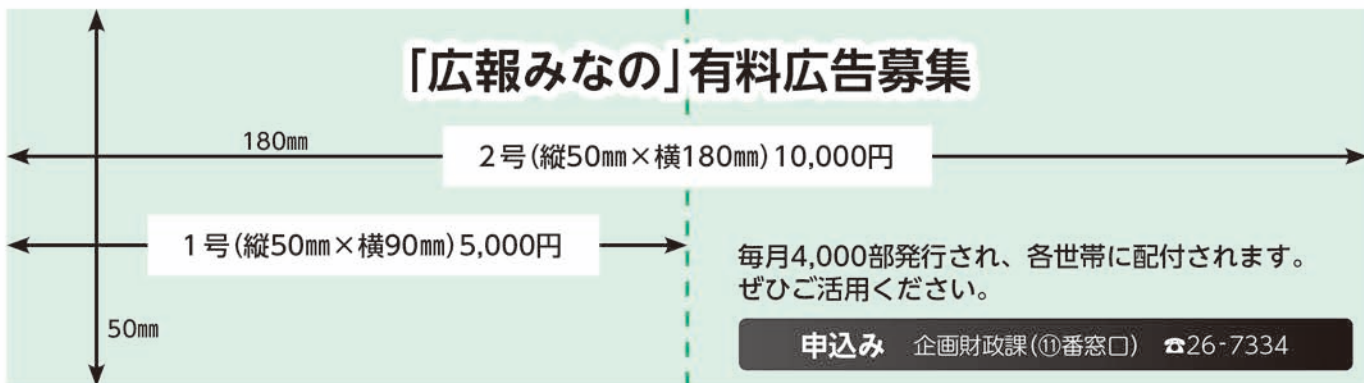 「広報みなの」有料広告募集
180㎜
2号(縦50㎜×横180㎜)10,000円
1号(縦50㎜×横90㎜)5,000円
毎月4,000部発行され、各世帯に配付されます。
ぜひご活用ください。
50㎜
申込み 企画財政課(⑪番窓口) ☎26-7334